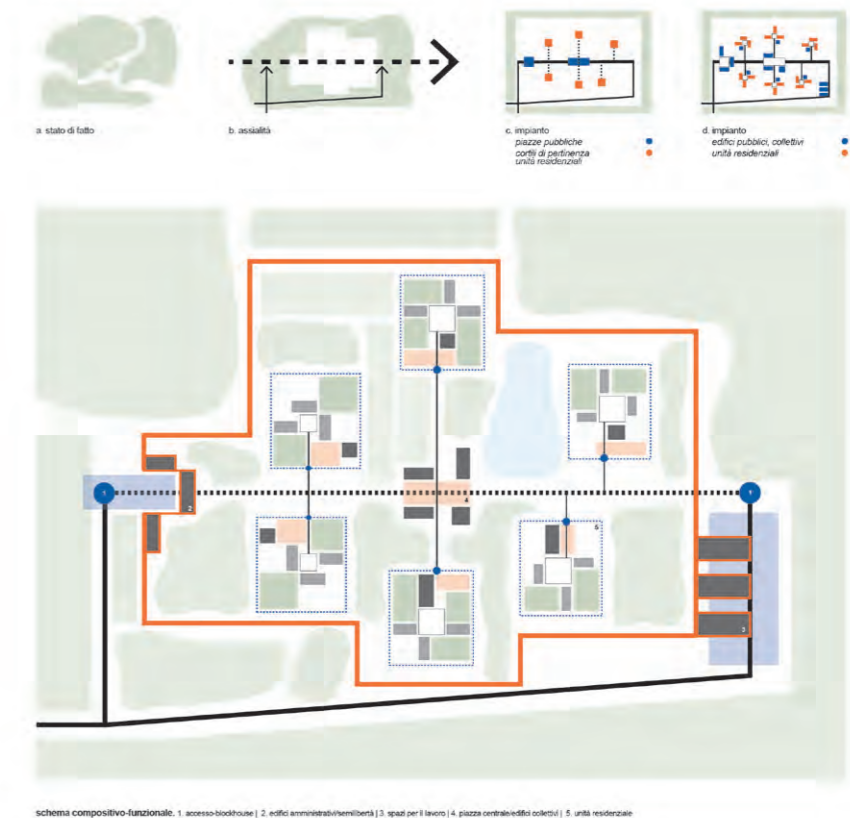 a. stato di fatto
b. assialità
c. impianto
piazze pubbliche
cortili di pertinenza
unità residenziali
d. impianto
edifici pubblici, collettivi
unità residenziali
1
2
4
5
1
3
schema compositivo-funzionale. 1. accesso-blockhouse | 2. edifici amministrativi/semilibertà | 3. spazi per il lavoro | 4. piazza centrale/edifici collettivi | 5. unità residenziale